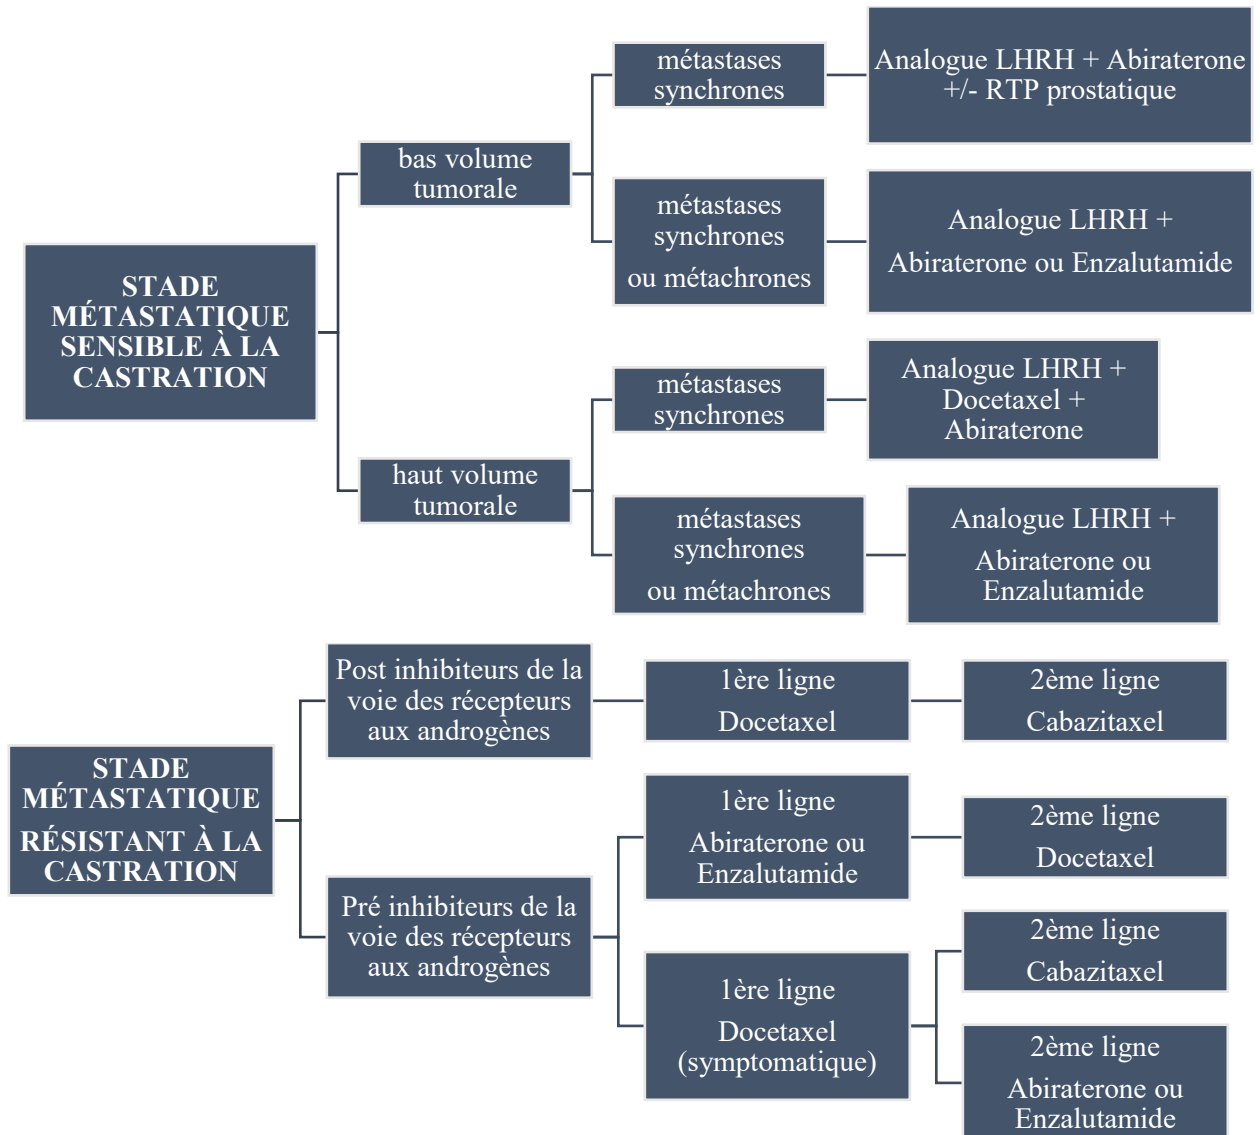 STADE
MÉTASTATIQUE
SENSIBLE À LA
CASTRATION
bas volume
tumorale
métastases
synchrones
Analogue LHRH + Abiraterone
+/- RTP prostatique
métastases
synchrones
ou métachrones
Analogue LHRH +
Abiraterone ou Enzalutamide
haut volume
tumorale
métastases
synchrones
Analogue LHRH +
Docetaxel +
Abiraterone
métastases
synchrones
ou métachrones
Analogue LHRH +
Abiraterone ou
Enzalutamide
STADE
MÉTASTATIQUE
RÉSISTANT À LA
CASTRATION
Post inhibiteurs de la
voie des récepteurs
aux androgènes
1ère ligne
Docetaxel
2ème ligne
Cabazitaxel
Pré inhibiteurs de la
voie des récepteurs
aux androgènes
1ère ligne
Abiraterone ou
Enzalutamide
2ème ligne
Docetaxel
1ère ligne
Docetaxel
(symptomatique)
2ème ligne
Cabazitaxel
2ème ligne
Abiraterone ou
Enzalutamide